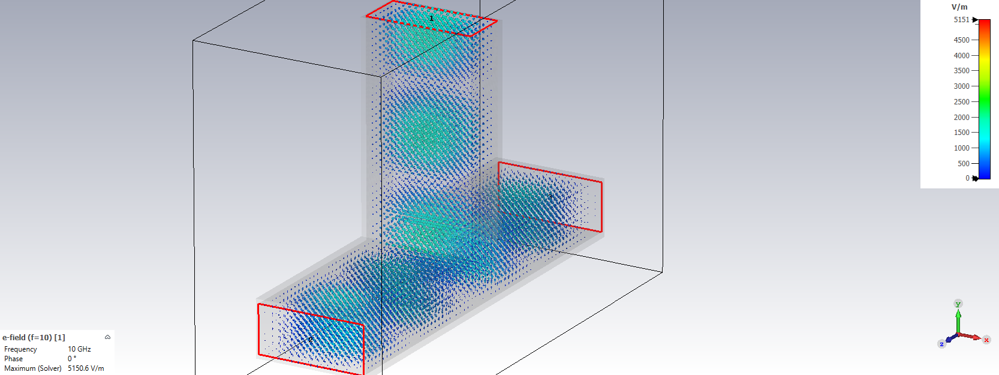 1
V/m
5151
4500
4000
3500
3000
2500
2000
1500
1000
500
0
2
y
x
z
e-field (f=10) [1]
Frequency 10 GHz
Phase 0 °
Maximum (Solver) 5150.6 V/m